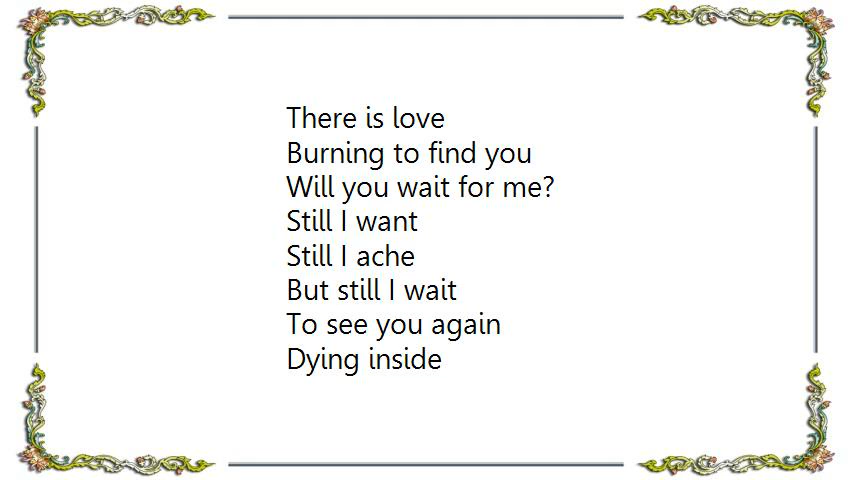 There is love
Burning to find you
Will you wait for me?
Still I want
Still I ache
But still I wait
To see you again
Dying inside